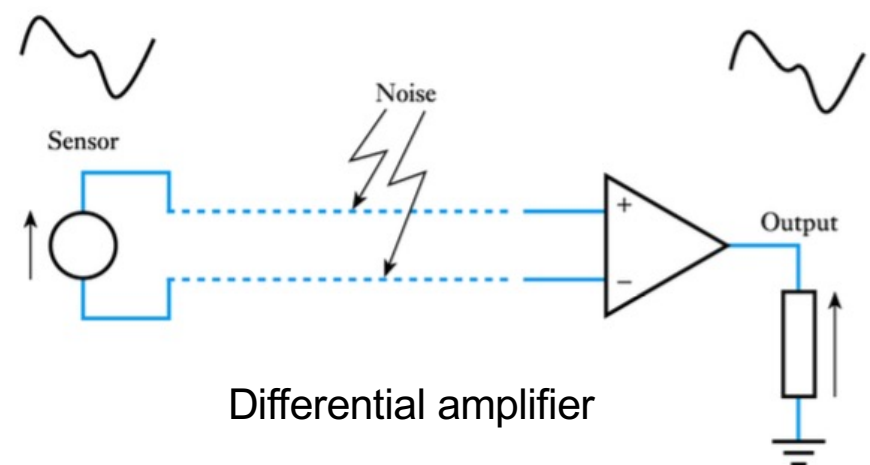 Noise
Sensor
+
Output
−
Differential amplifier